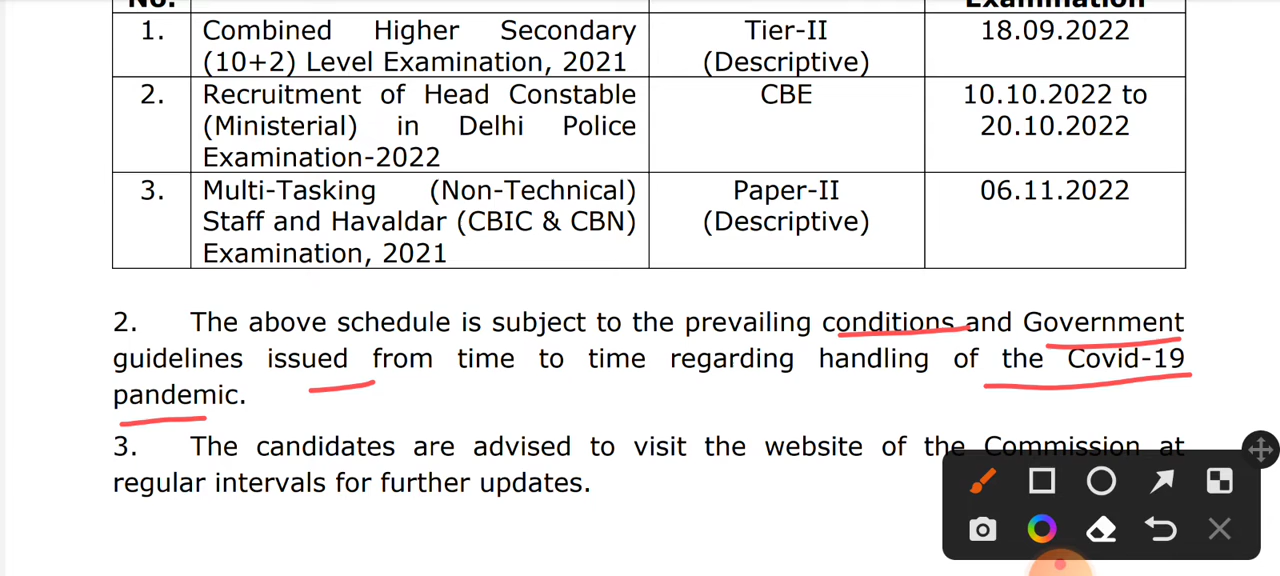 No. Examination
1. Combined Higher Secondary Tier-II 18.09.2022
(10+2) Level Examination, 2021 (Descriptive)
2. Recruitment of Head Constable CBE 10.10.2022 to
(Ministerial) in Delhi Police 20.10.2022
Examination-2022
3. Multi-Tasking (Non-Technical) Paper-II 06.11.2022
Staff and Havaldar (CBIC & CBN) (Descriptive)
Examination, 2021
2. The above schedule is subject to the prevailing conditions and Government
guidelines issued from time to time regarding handling of the Covid-19
pandemic.
3. The candidates are advised to visit the website of the Commission at
regular intervals for further updates.